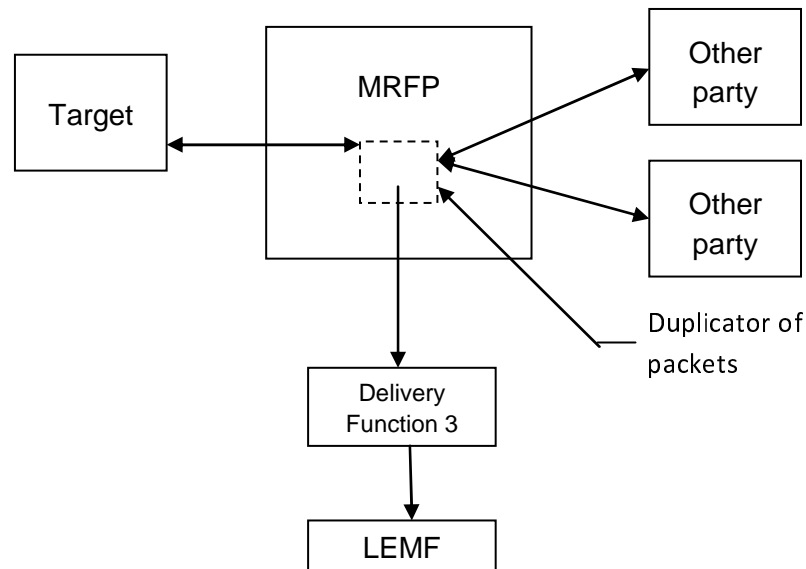 Target
MRFP
Other
party
Other
party
Duplicator of
packets
Delivery
Function 3
LEMF